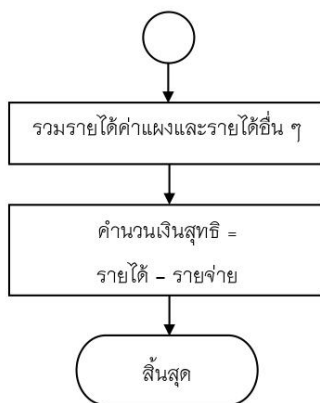 รวมรายได้ค่าแผงและรายได้อื่น ๆ
คำนวนเงินสุทธิ =
รายได้ – รายจ่าย
สิ้นสุด